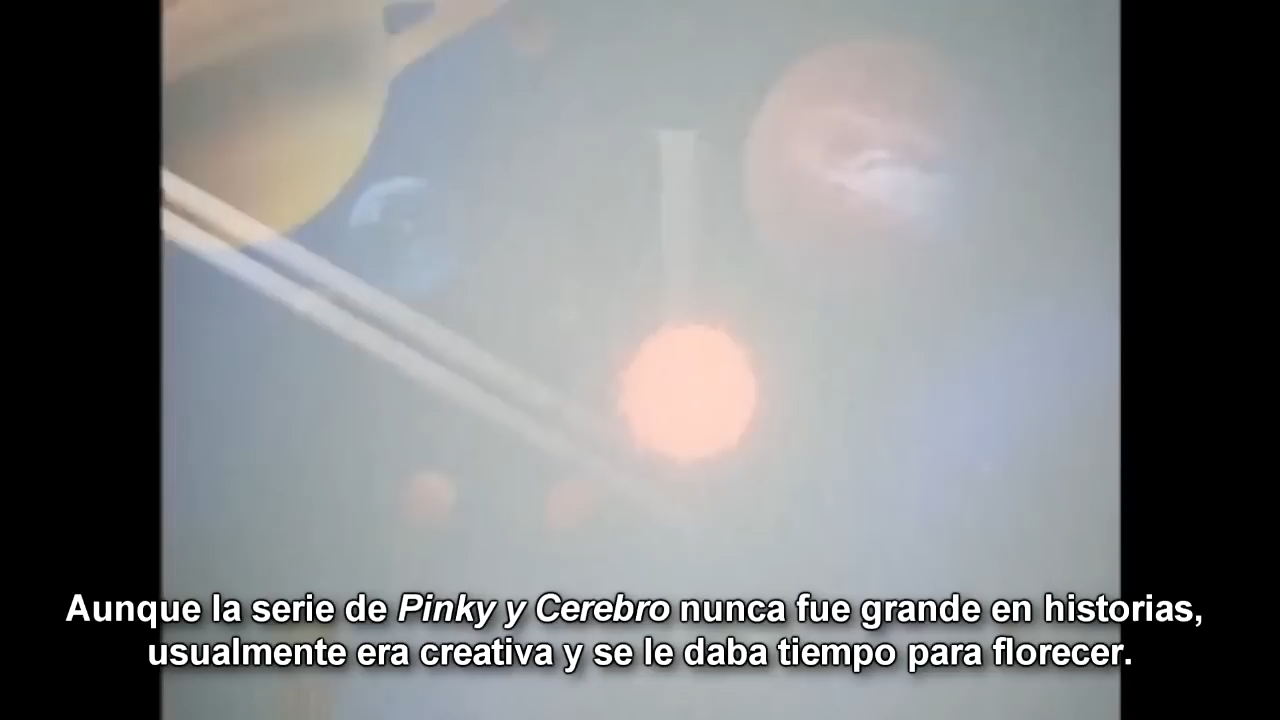 Aunque la serie de Pinky y Cerebro nunca fue grande en historias,
usualmente era creativa y se le daba tiempo para florecer.